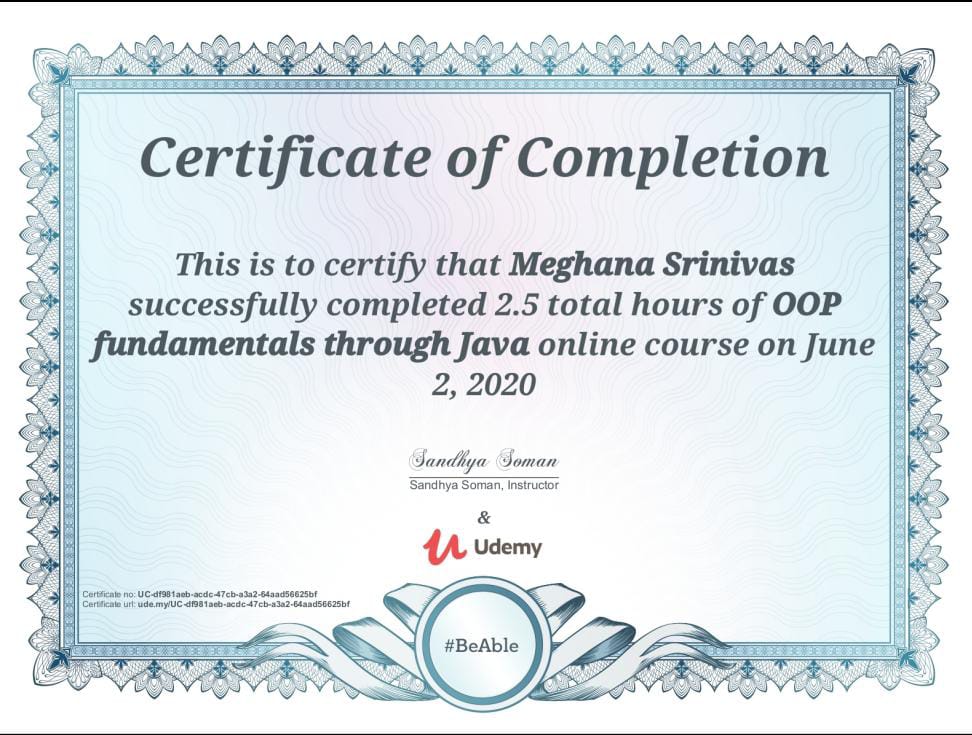 Certificate of Completion
This is to certify that Meghana Srinivas
successfully completed 2.5 total hours of OOP
fundamentals through Java online course on June
2, 2020
Sandhya Soman
Sandhya Soman, Instructor
&
Udemy
Certificate no: UC-df981aeb-acdc-47cb-a3a2-64aad56625bf
Certificate url: ude.my/UC-df981aeb-acdc-47cb-a3a2-64aad56625bf
#BeAble